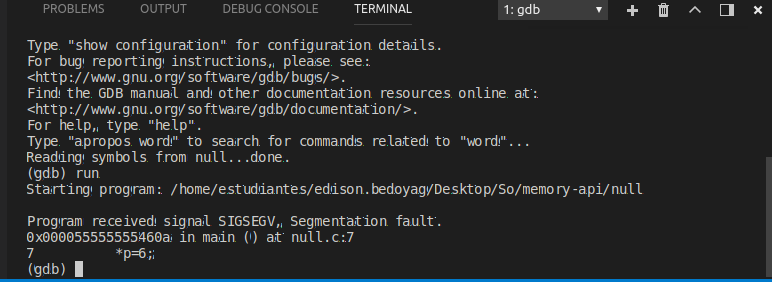 PROBLEMS OUTPUT DEBUG CONSOLE TERMINAL 1: gdb
Type "show configuration" for configuration details.
For bug reporting instructions, please see:
<http://www.gnu.org/software/gdb/bugs/>.
Find the GDB manual and other documentation resources online at:
<http://www.gnu.org/software/gdb/documentation/>.
For help, type "help".
Type "apropos word" to search for commands related to "word"...
Reading symbols from null...done.
(gdb) run
Starting program: /home/estudiantes/edison.bedoyag/Desktop/So/memory-api/null
Program received signal SIGSEGV, Segmentation fault.
0x000055555555460a in main () at null.c:7
7 *p=6;
(gdb)